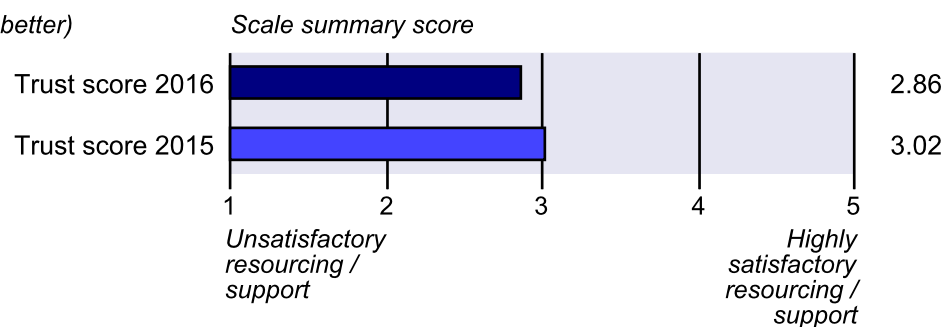 better) Scale summary score
Trust score 2016 2.86
Trust score 2015 3.02
1 2 3 4 5
Unsatisfactory
resourcing /
support
Highly
satisfactory
resourcing /
support